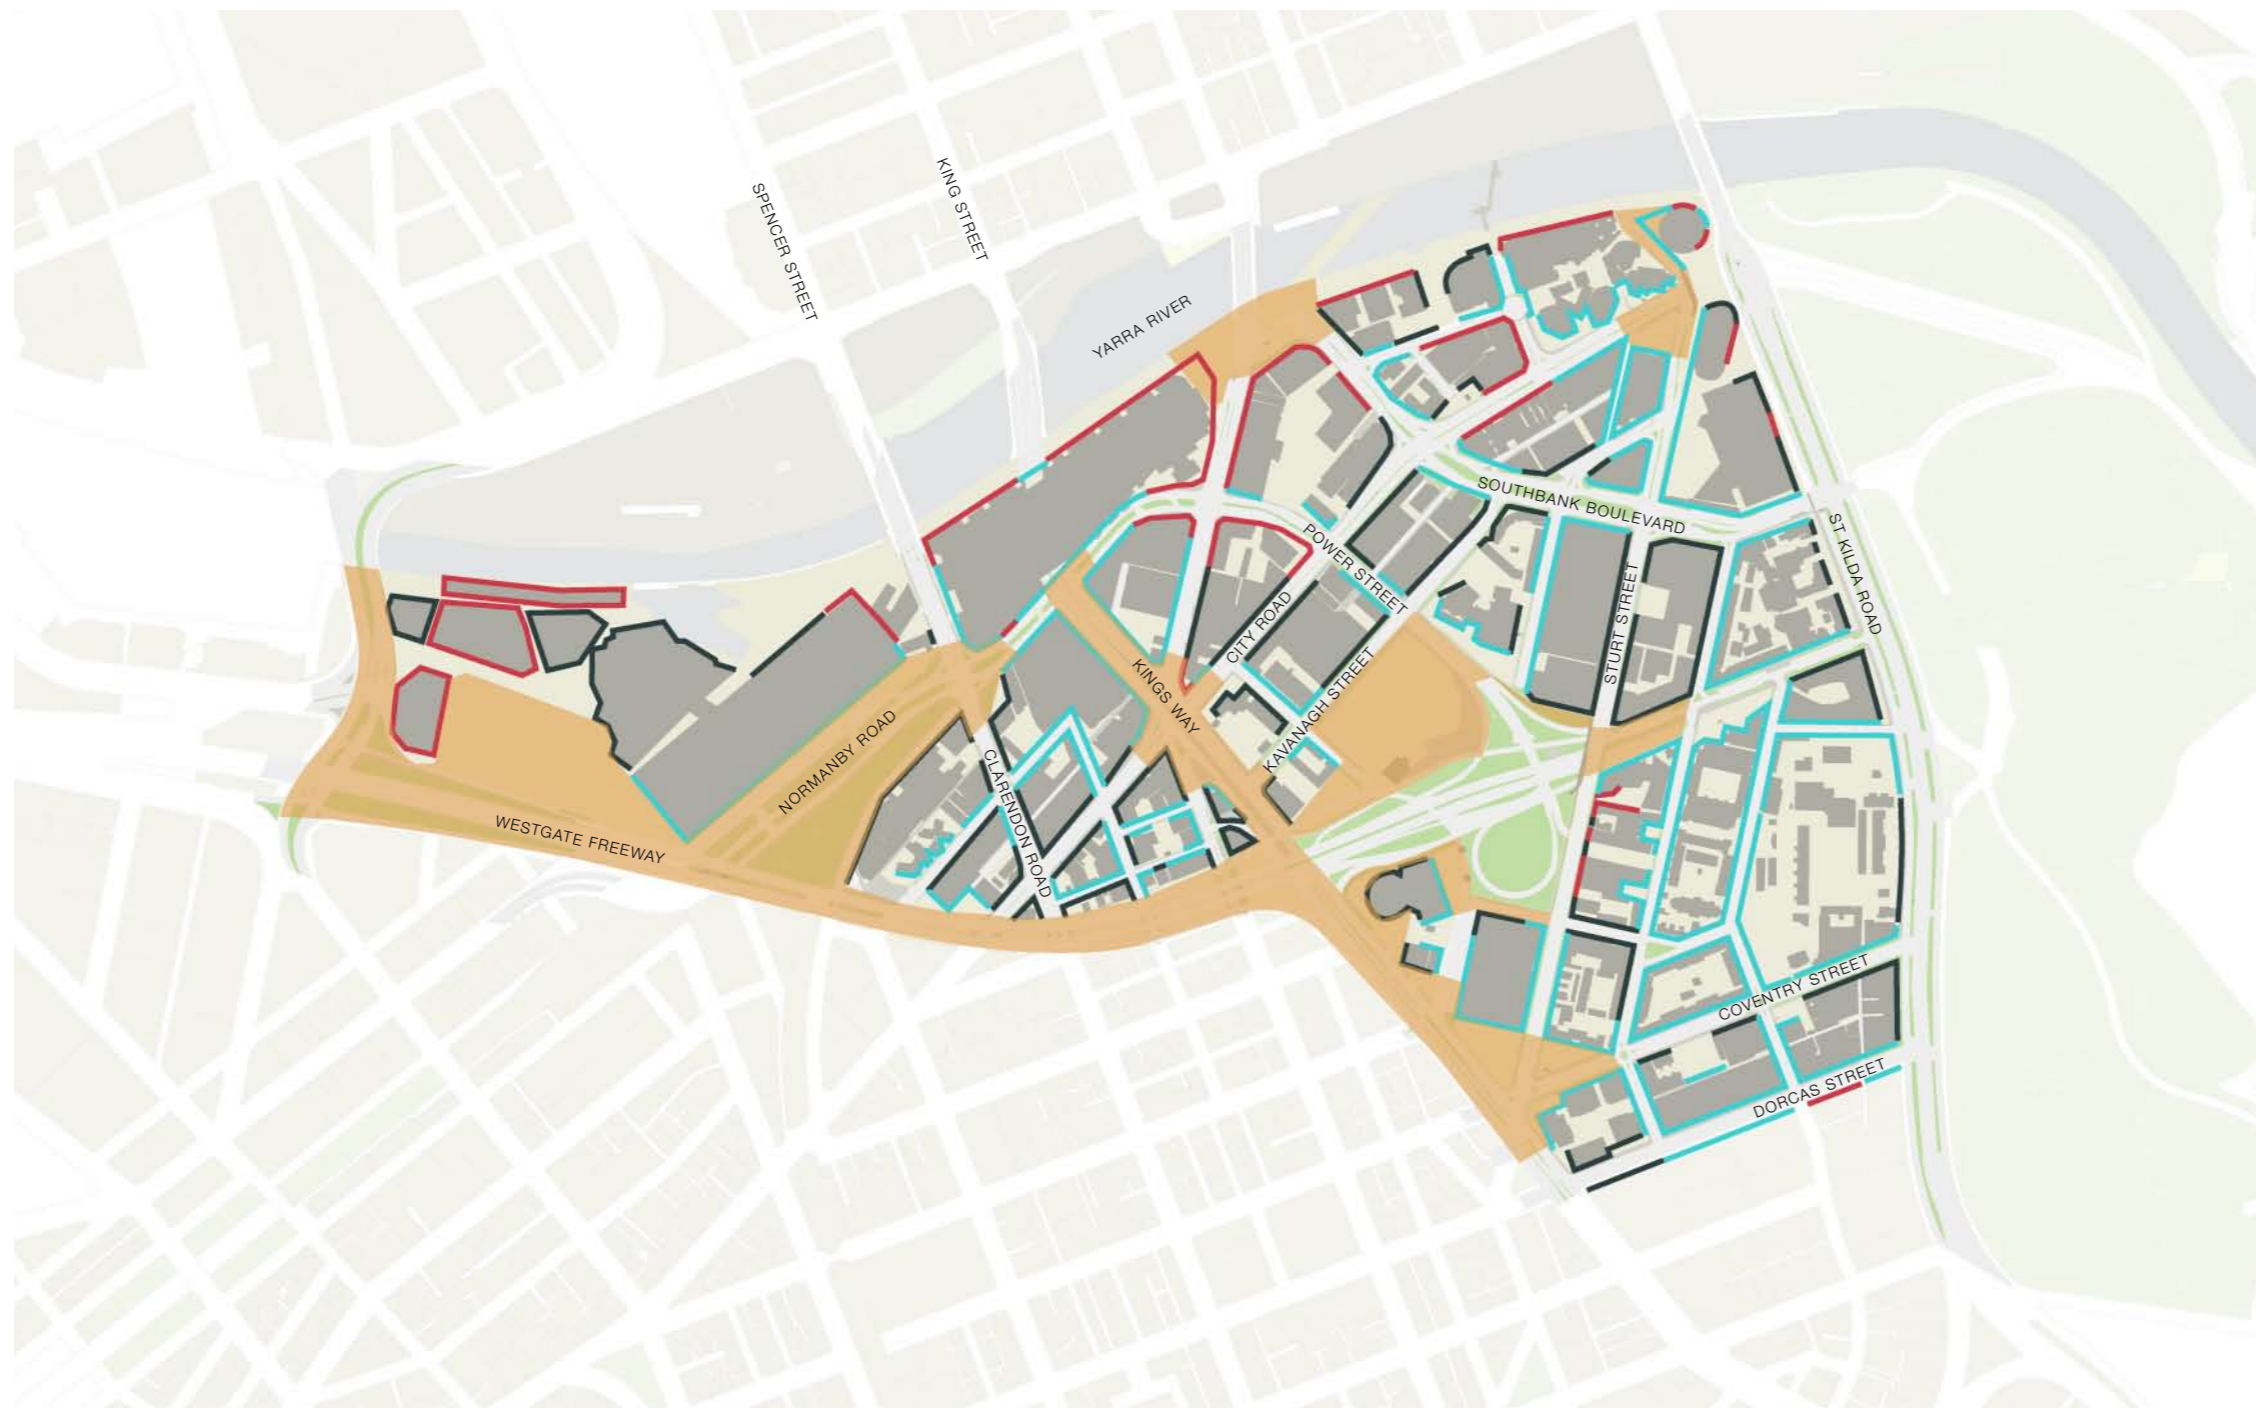 KING STREET
SPENCER STREET
YARRA RIVER
SOUTHBANK BOULEVARD
ST KILDA ROAD
POWER STREET
STURT STREET
CITY ROAD
KINGS WAY
KAVANAGH STREET
NORMANBY ROAD
CLARENDON ROAD
WESTGATE FREEWAY
COVENTRY STREET
DORCAS STREET